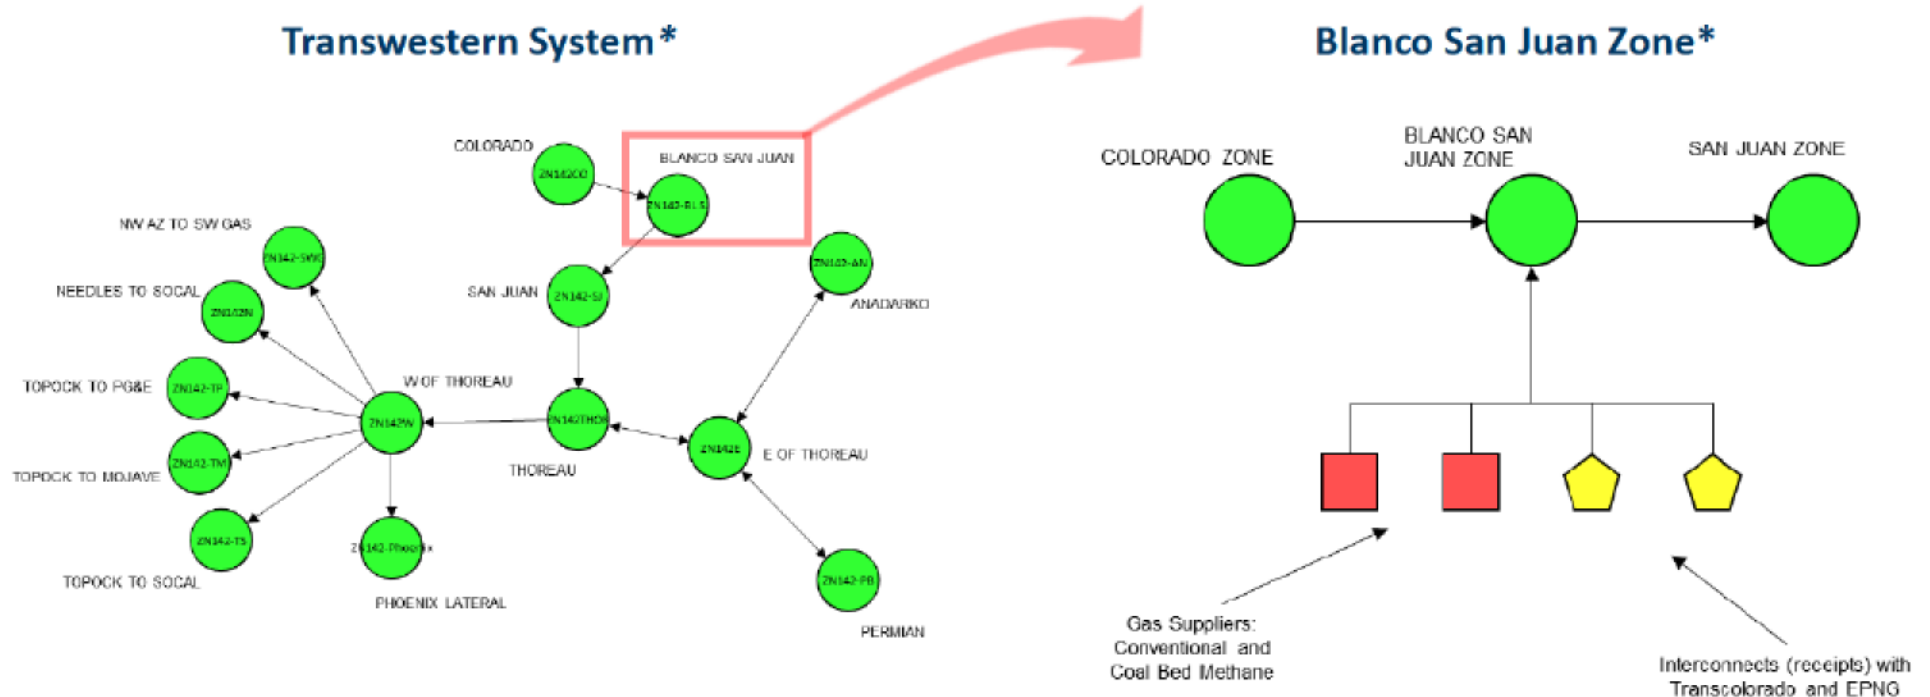 Transwestern System*
Blanco San Juan Zone*
COLORADO
ZN142CO
BLANCO SAN JUAN
NW AZ TO SW GAS
NEEDLES TO SOCAL
ZN142N
SAN JUAN
ZN142-SJ
ZN142-AN
ANADARKO
TOPOCK TO PG&E
ZN142-TP
W OF THOREAU
ZN142W
THOREAU
ZN142E
E OF THOREAU
TOPOCK TO MOJAVE
ZN142-TM
TOPOCK TO SOCAL
ZN142-TS
ZN142-Phoenix
PHOENIX LATERAL
ZN142-PB
PERMIAN
COLORADO ZONE
BLANCO SAN
JUAN ZONE
SAN JUAN ZONE
Gas Suppliers:
Conventional and
Coal Bed Methane
Interconnects (receipts) with
Transcolorado and EPNG